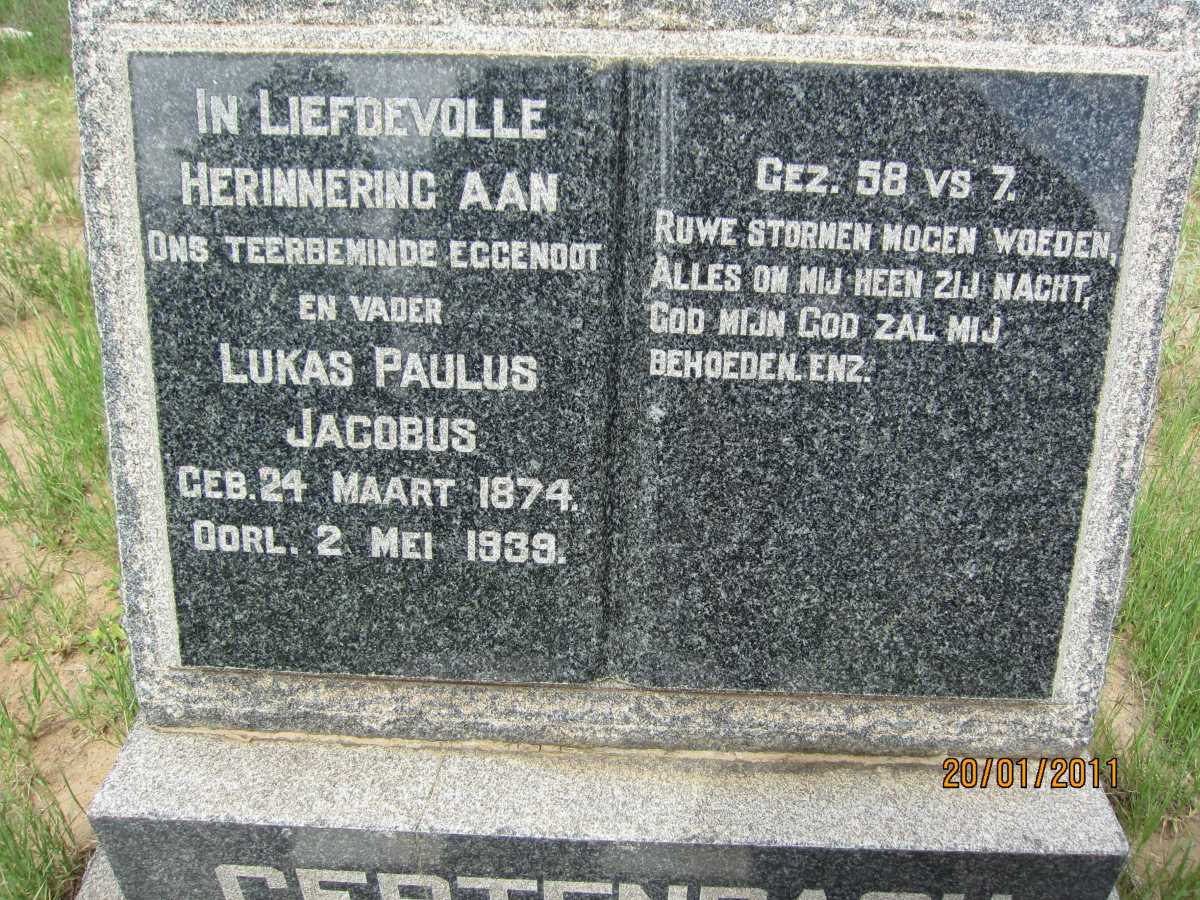 IN LIEFDEVOLLE
HERINNERING AAN
ONS TEERBEMINDE EGGENOOT
EN VADER
LUKAS PAULUS
JACOBUS
GEB. 24 MAART 1874.
OORL. 2 MEI 1939.
GEZ. 58 VS 7.
RUWE STORMEN MOGEN WOEDEN,
ALLES OM MIJ HEEN ZIJ NACHT,
GOD MIJN GOD ZAL MIJ
BEHOEDEN. ENZ.
20/01/2011
GERTENBACH